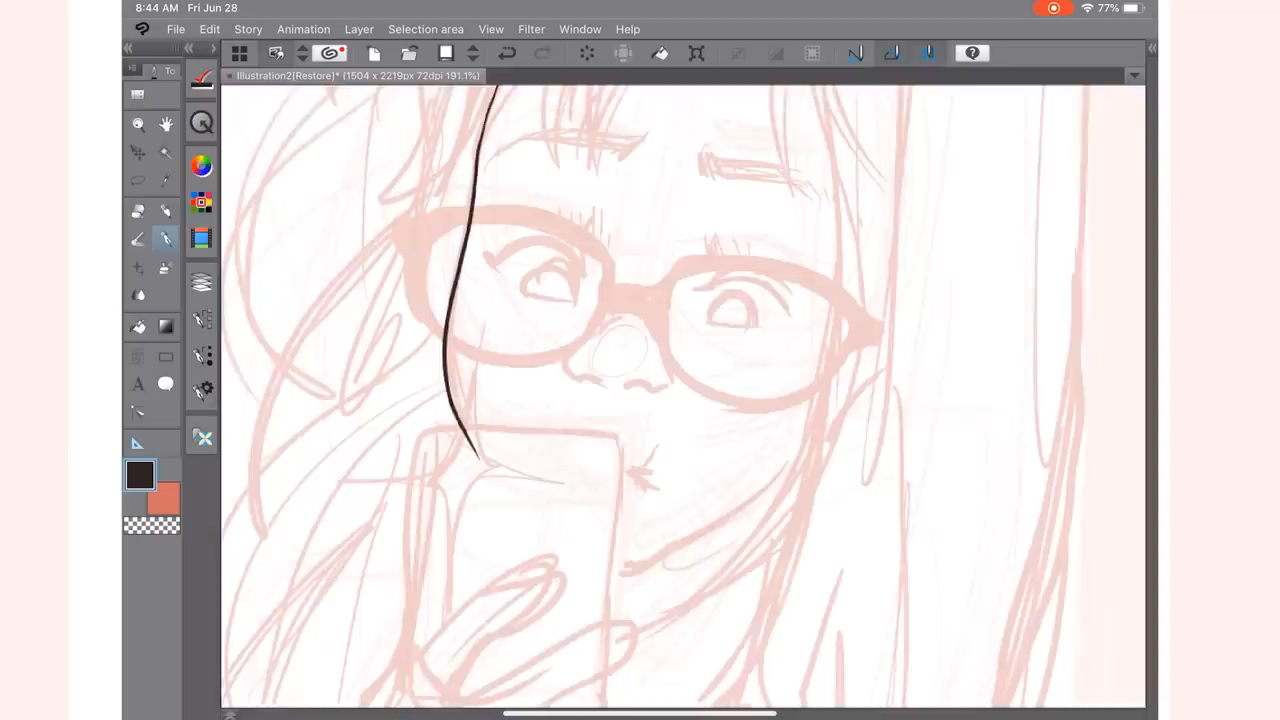 8:44 AM Fri Jun 28 77%
File Edit Story Animation Layer Selection area View Filter Window Help
To
Illustration2[Restore]* (1504 x 2219px 72dpi 191.1%)
A